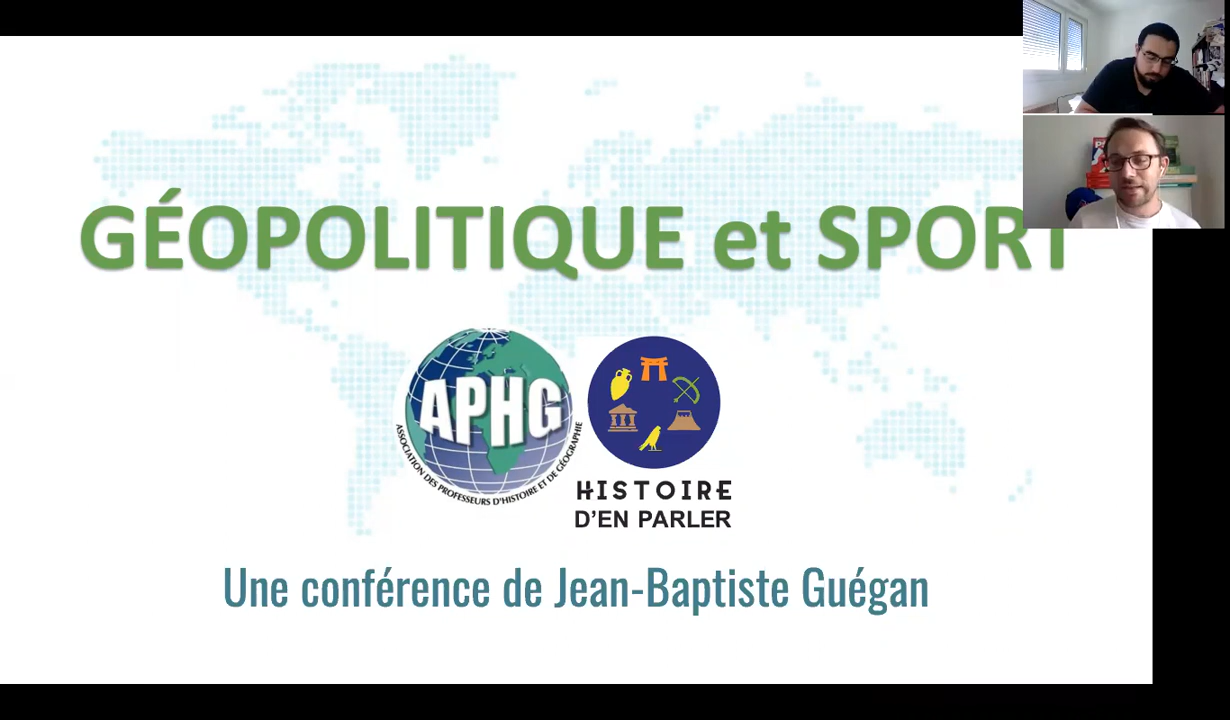 GÉOPOLITIQUE et SPORT
APHG
ASSOCIATION DES PROFESSEURS D'HISTOIRE ET DE GÉOGRAPHIE
HISTOIRE
D'EN PARLER
Une conférence de Jean-Baptiste Guégan